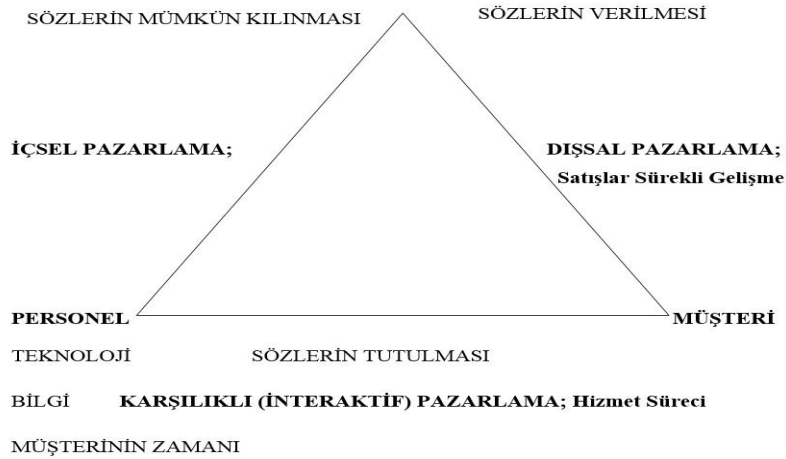 SÖZLERİN MÜMKÜN KILINMASI
SÖZLERİN VERİLMESİ
İÇSEL PAZARLAMA;
DIŞSAL PAZARLAMA;
Satışlar Sürekli Gelişme
PERSONEL
MÜŞTERİ
TEKNOLOJİ
SÖZLERİN TUTULMASI
BİLGİ
KARŞILIKLI (İNTERAKTİF) PAZARLAMA; Hizmet Süreci
MÜŞTERİNİN ZAMANI